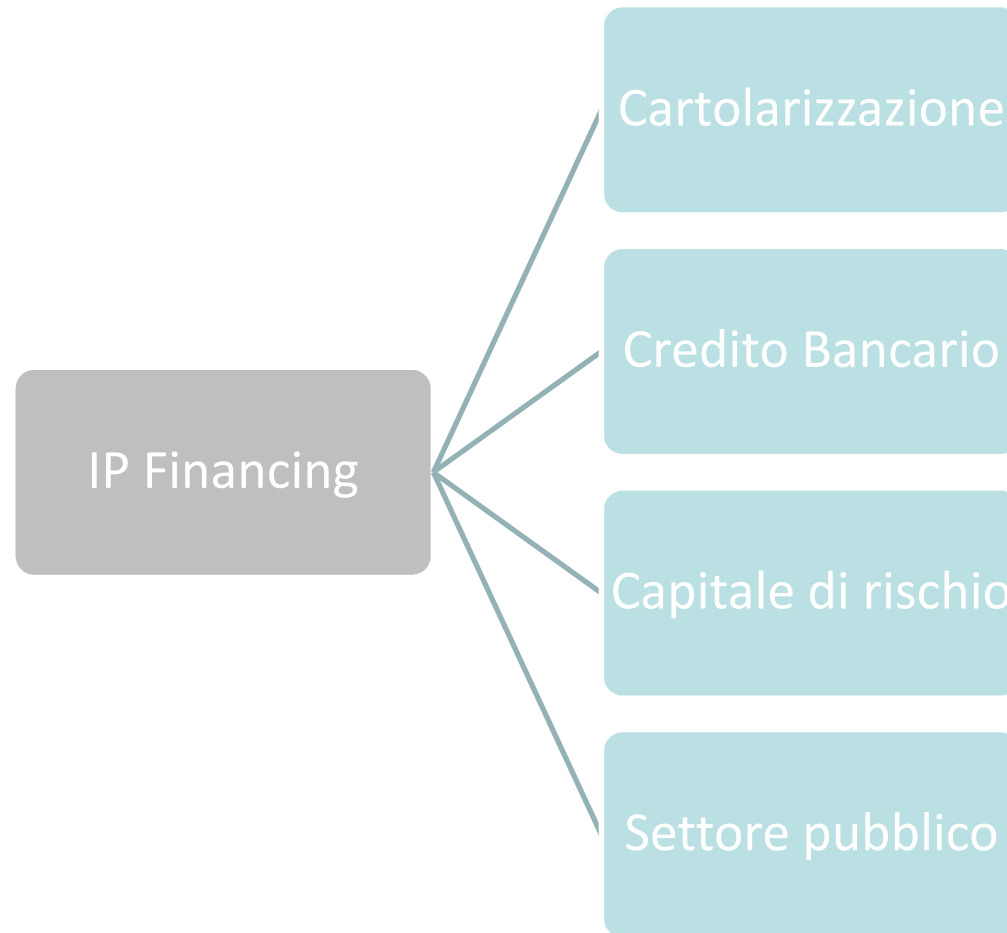 Cartolarizzazione
Credito Bancario
IP Financing
Capitale di rischio
Settore pubblico